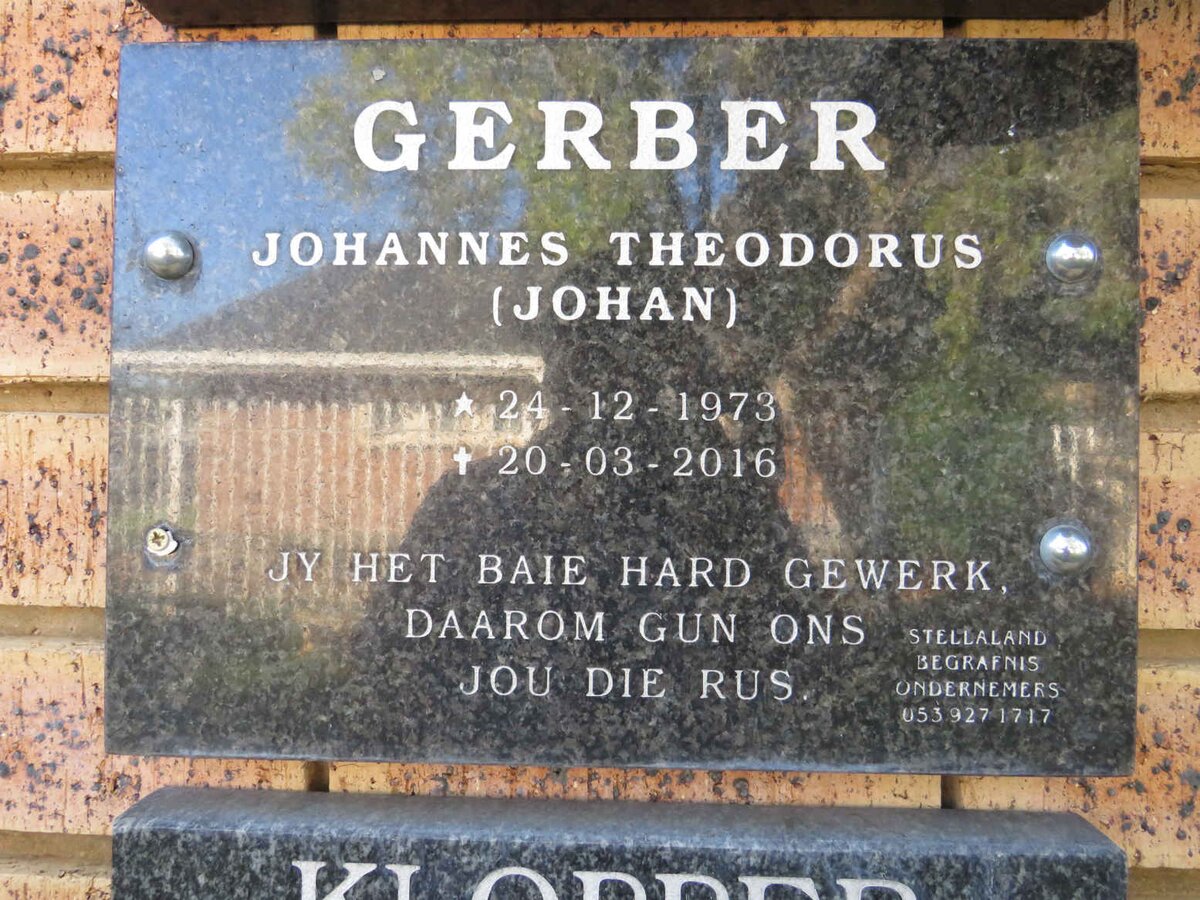 GERBER
JOHANNES THEODORUS
(JOHAN)
★ 24-12-1973
✝ 20-03-2016
JY HET BAIE HARD GEWERK,
DAAROM GUN ONS
JOU DIE RUS.
STELLALAND
BEGRAFNIS
ONDERNEMERS
053 927 1717
KLOPPER